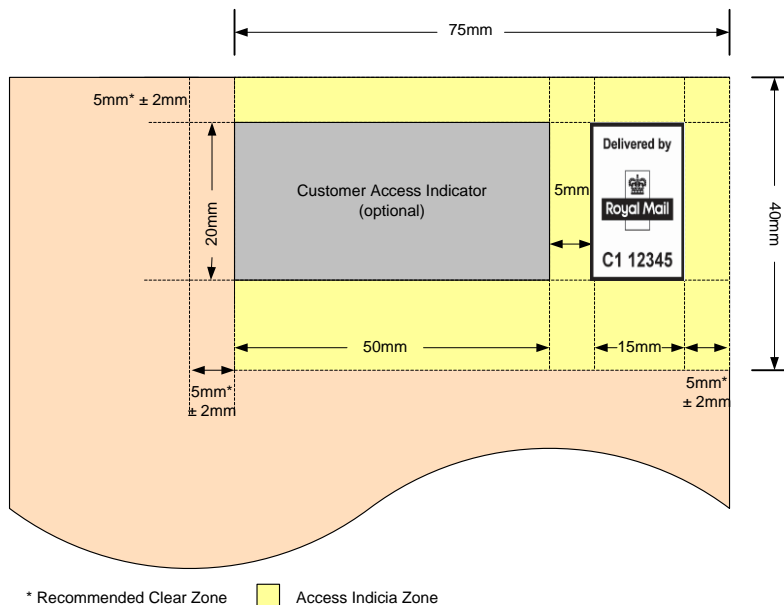 75mm
5mm* ± 2mm
Delivered by
Customer Access Indicator
(optional)
5mm
20mm
Royal Mail
40mm
C1 12345
50mm
15mm
5mm*
± 2mm
5mm*
± 2mm
* Recommended Clear Zone
Access Indicia Zone